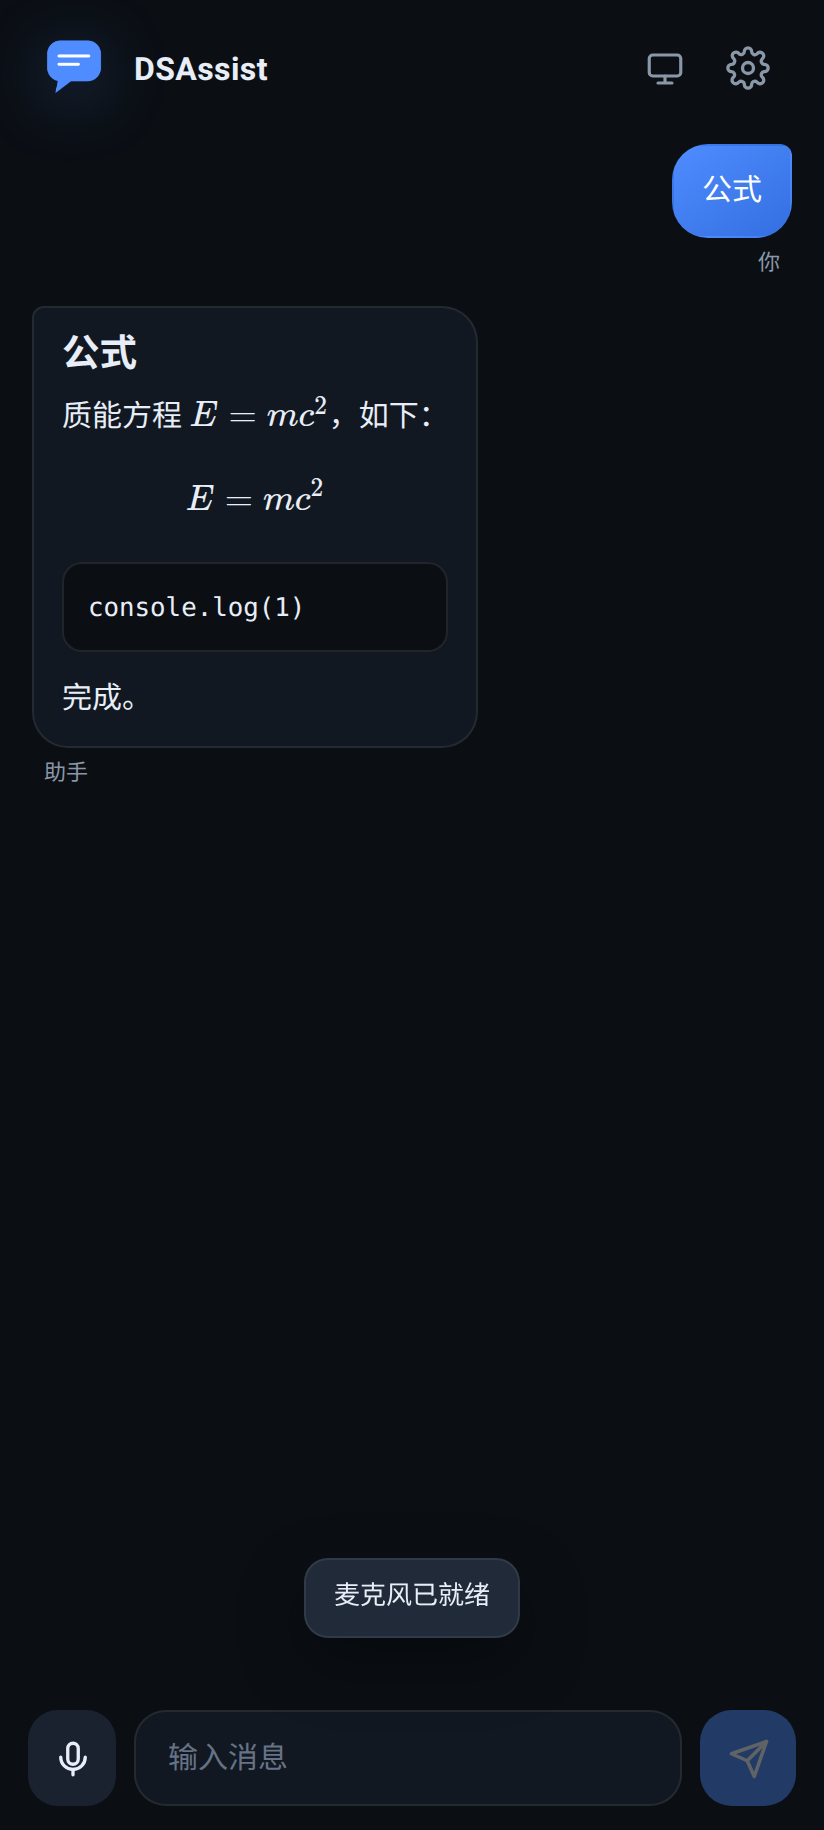 DSAssist
公式
你
公式
质能方程 E = mc²，如下：
E = mc²
console.log(1)
完成。
助手
麦克风已就绪
输入消息